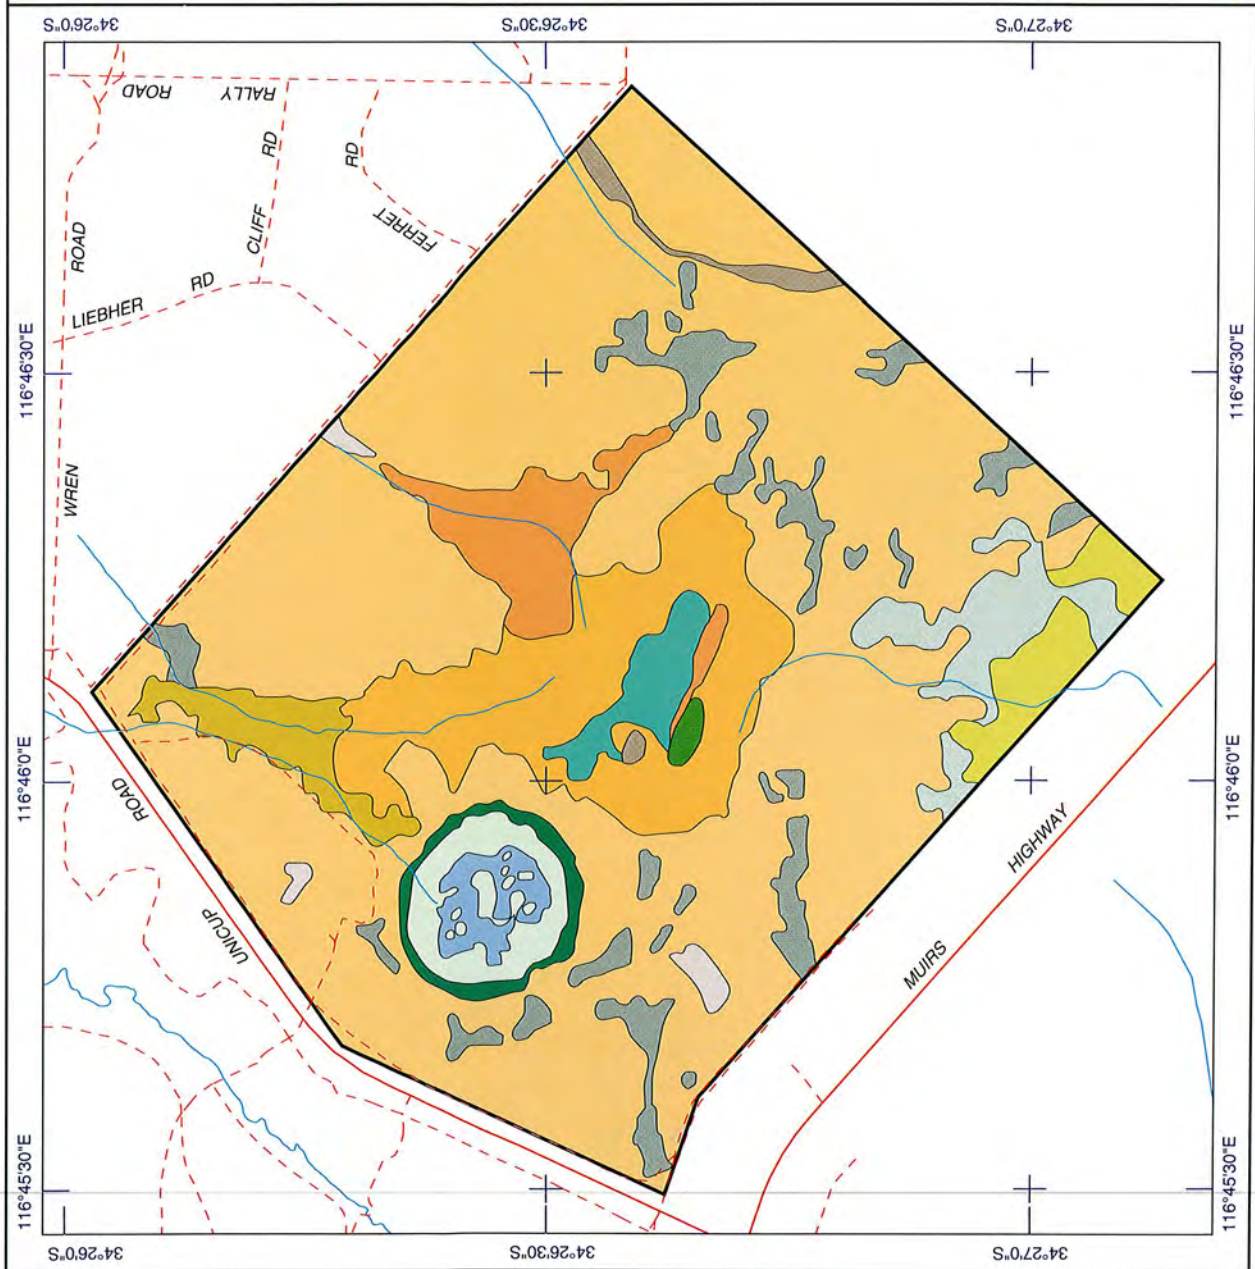 34°26'0"S
34°26'30"S
34°27'0"S
ROAD
RALLY
RD
CLIFF
RD
FERRET
ROAD
LIEBHER
RD
116°46'30"E
116°46'30"E
WREN
116°46'0"E
116°46'0"E
ROAD
UNICUP
MUIRS
HIGHWAY
116°45'30"E
116°45'30"E
34°26'0"S
34°26'30"S
34°27'0"S